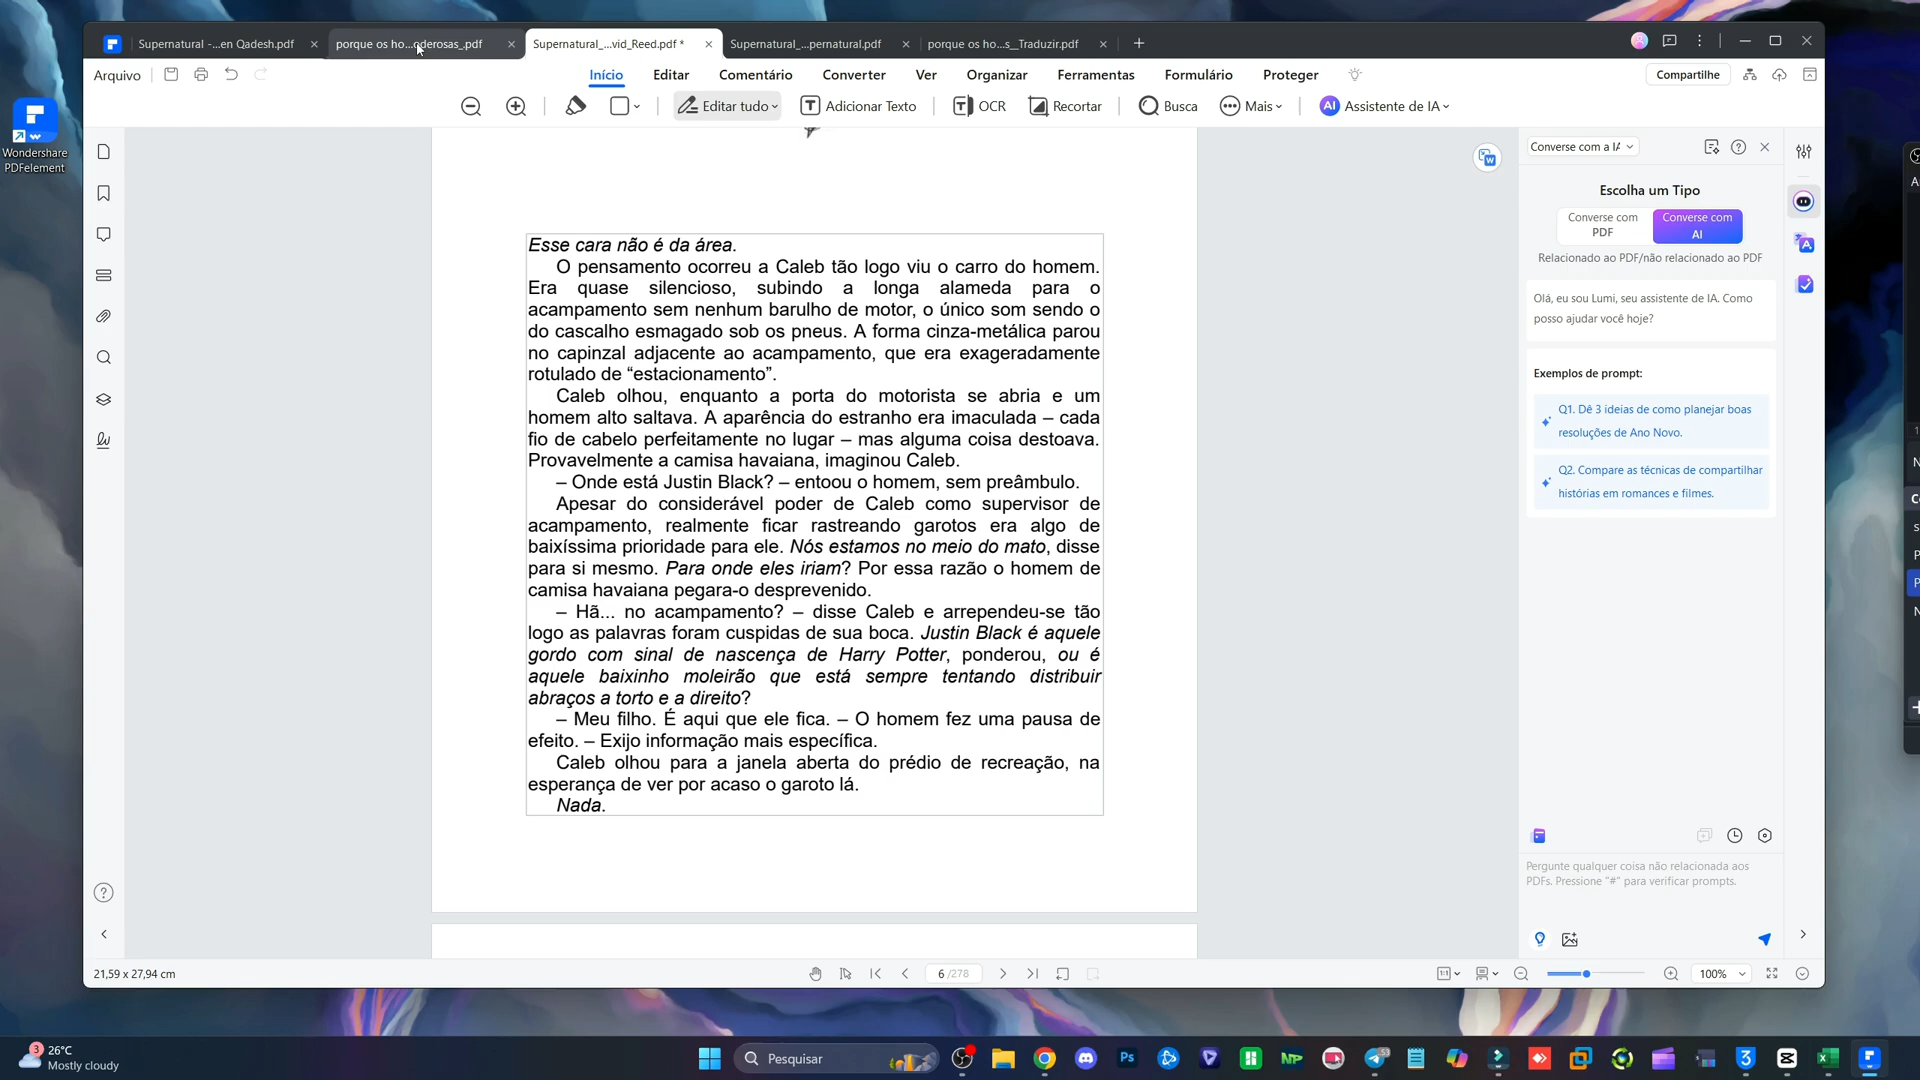 Wondershare
PDFelement
Supernatural -...en Qadesh.pdf
porque os ho...oderosas_.pdf
Supernatural_...vid_Reed.pdf *
Supernatural_...pernatural.pdf
porque os ho...s__Traduzir.pdf
Arquivo
Início
Editar
Comentário
Converter
Ver
Organizar
Ferramentas
Formulário
Proteger
Compartilhe
Editar tudo
Adicionar Texto
OCR
Recortar
Busca
Mais
AI
Assistente de IA
Esse cara não é da área.
O pensamento ocorreu a Caleb tão logo viu o carro do homem.
Era quase silencioso, subindo a longa alameda para o
acampamento sem nenhum barulho de motor, o único som sendo o
do cascalho esmagado sob os pneus. A forma cinza-metálica parou
no capinzal adjacente ao acampamento, que era exageradamente
rotulado de “estacionamento”.
Caleb olhou, enquanto a porta do motorista se abria e um
homem alto saltava. A aparência do estranho era imaculada – cada
fio de cabelo perfeitamente no lugar – mas alguma coisa destoava.
Provavelmente a camisa havaiana, imaginou Caleb.
– Onde está Justin Black? – entoou o homem, sem preâmbulo.
Apesar do considerável poder de Caleb como supervisor de
acampamento, realmente ficar rastreando garotos era algo de
baixíssima prioridade para ele. Nós estamos no meio do mato, disse
para si mesmo. Para onde eles iriam? Por essa razão o homem de
camisa havaiana pegara-o desprevenido.
– Hã... no acampamento? – disse Caleb e arrependeu-se tão
logo as palavras foram cuspidas de sua boca. Justin Black é aquele
gordo com sinal de nascença de Harry Potter, ponderou, ou é
aquele baixinho moleirão que está sempre tentando distribuir
abraços a torto e a direito?
– Meu filho. É aqui que ele fica. – O homem fez uma pausa de
efeito. – Exijo informação mais específica.
Caleb olhou para a janela aberta do prédio de recreação, na
esperança de ver por acaso o garoto lá.
Nada.
Converse com a IA
Escolha um Tipo
Converse com
PDF
Converse com
AI
Relacionado ao PDF/não relacionado ao PDF
Olá, eu sou Lumi, seu assistente de IA. Como
posso ajudar você hoje?
Exemplos de prompt:
Q1. Dê 3 ideias de como planejar boas
resoluções de Ano Novo.
Q2. Compare as técnicas de compartilhar
histórias em romances e filmes.
Pergunte qualquer coisa não relacionada aos
PDFs. Pressione "#" para verificar prompts.
21,59 x 27,94 cm
6 /278
100%
3
26°C
Mostly cloudy
Pesquisar
Ps
NP
53
3